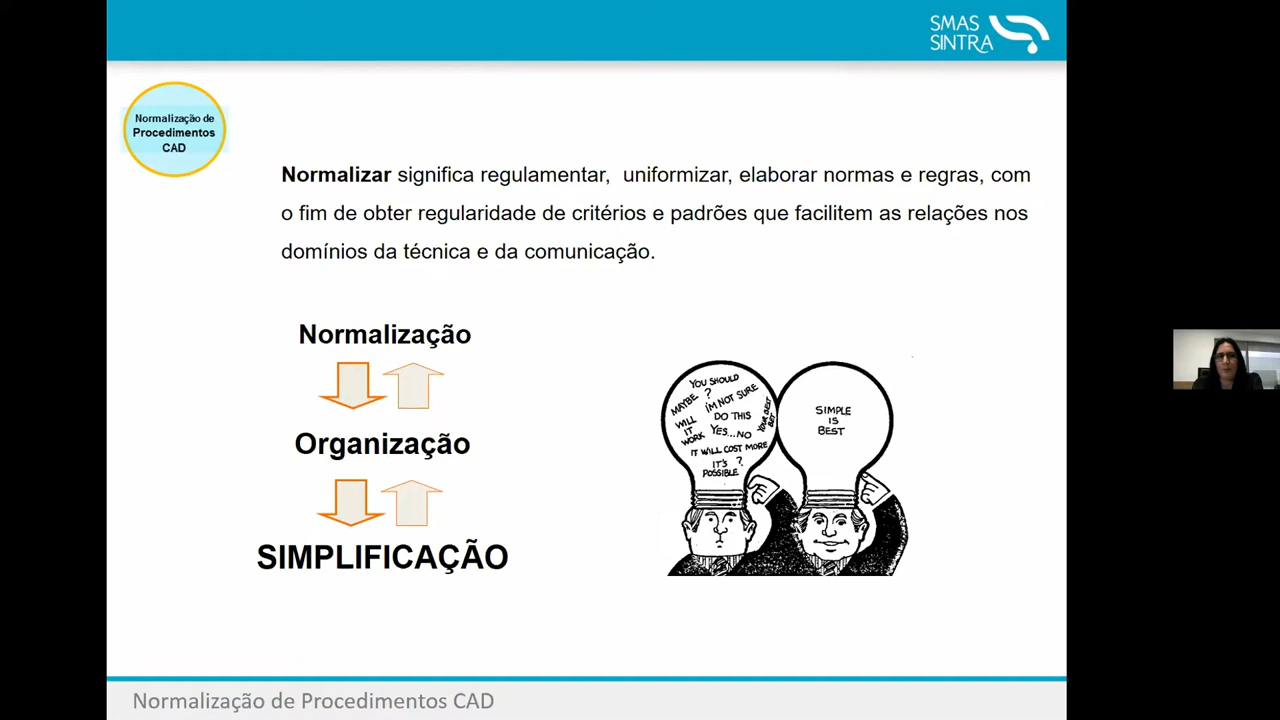 SMAS
SINTRA
Normalização de
Procedimentos
CAD
Normalizar significa regulamentar, uniformizar, elaborar normas e regras, com
o fim de obter regularidade de critérios e padrões que facilitem as relações nos
domínios da técnica e da comunicação.
Normalização
Organização
SIMPLIFICAÇÃO
YOU SHOULD
MAYBE ?
I'M NOT SURE
WILL
IT
WORK
DO THIS
YES...NO
YOUR BEST
BET
IT WILL COST MORE
IT'S ?
POSSIBLE
SIMPLE
IS
BEST
Normalização de Procedimentos CAD